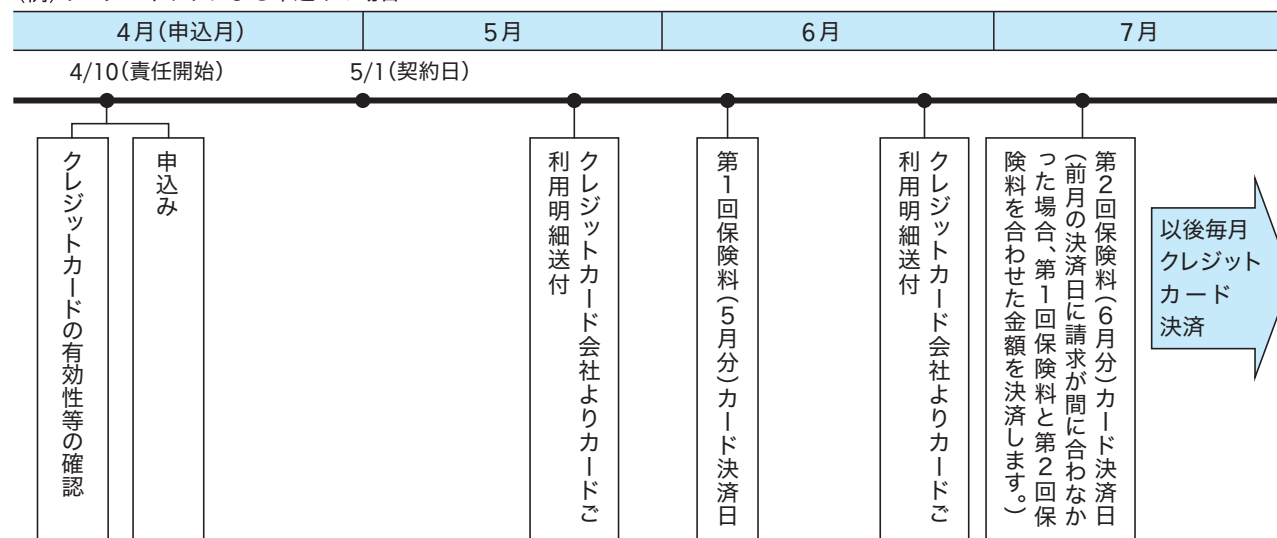 4月(申込月)
5月
6月
7月
4/10(責任開始)
5/1(契約日)
クレジットカードの有効性等の確認
申込み
クレジットカード会社よりカードご
利用明細送付
第1回保険料(5月分)カード決済日
クレジットカード会社よりカードご
利用明細送付
第2回保険料(6月分)カード決済日
(前月の決済日に請求が間に合わなか
った場合、第1回保険料と第2回保
険料を合わせた金額を決済します。)
以後毎月
クレジット
カード
決済